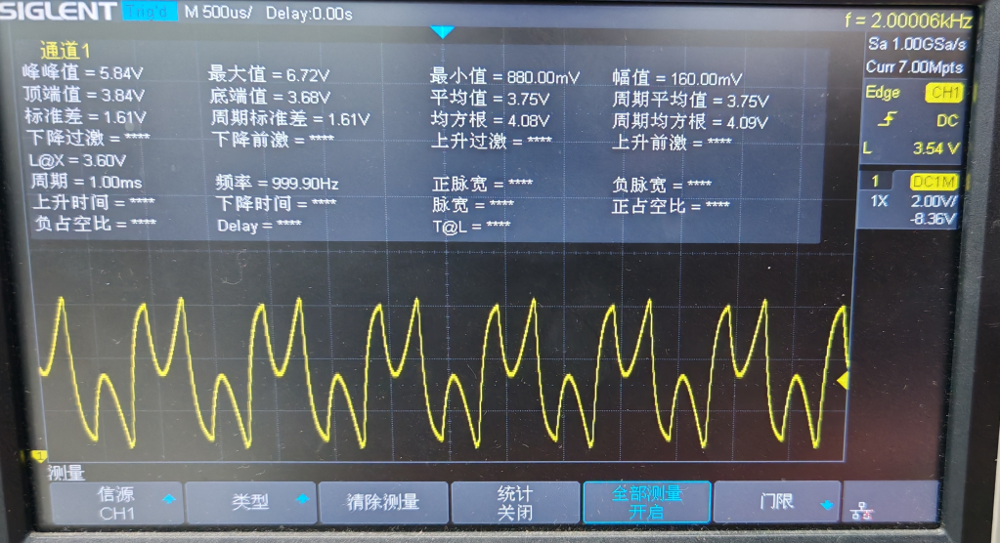 SIGLENT Trig'd M 500us/ Delay:0.00s f = 2.00006kHz
Sa 1.00GSa/s
Curr 7.00Mpts
Edge CH1
DC
L 3.54 V
1 DC1M
1X 2.00V/
-8.36V
通道1
峰峰值 = 5.84V 最大值 = 6.72V 最小值 = 880.00mV 幅值 = 160.00mV
顶端值 = 3.84V 底端值 = 3.68V 平均值 = 3.75V 周期平均值 = 3.75V
标准差 = 1.61V 周期标准差 = 1.61V 均方根 = 4.08V 周期均方根 = 4.09V
下降过激 = **** 下降前激 = **** 上升过激 = **** 上升前激 = ****
L@X = 3.60V
周期 = 1.00ms 频率 = 999.90Hz 正脉宽 = **** 负脉宽 = ****
上升时间 = **** 下降时间 = **** 脉宽 = **** 正占空比 = ****
负占空比 = **** Delay = **** T@L = ****
1
测量
信源 类型 清除测量 统计 全部测量 门限
CH1 关闭 开启